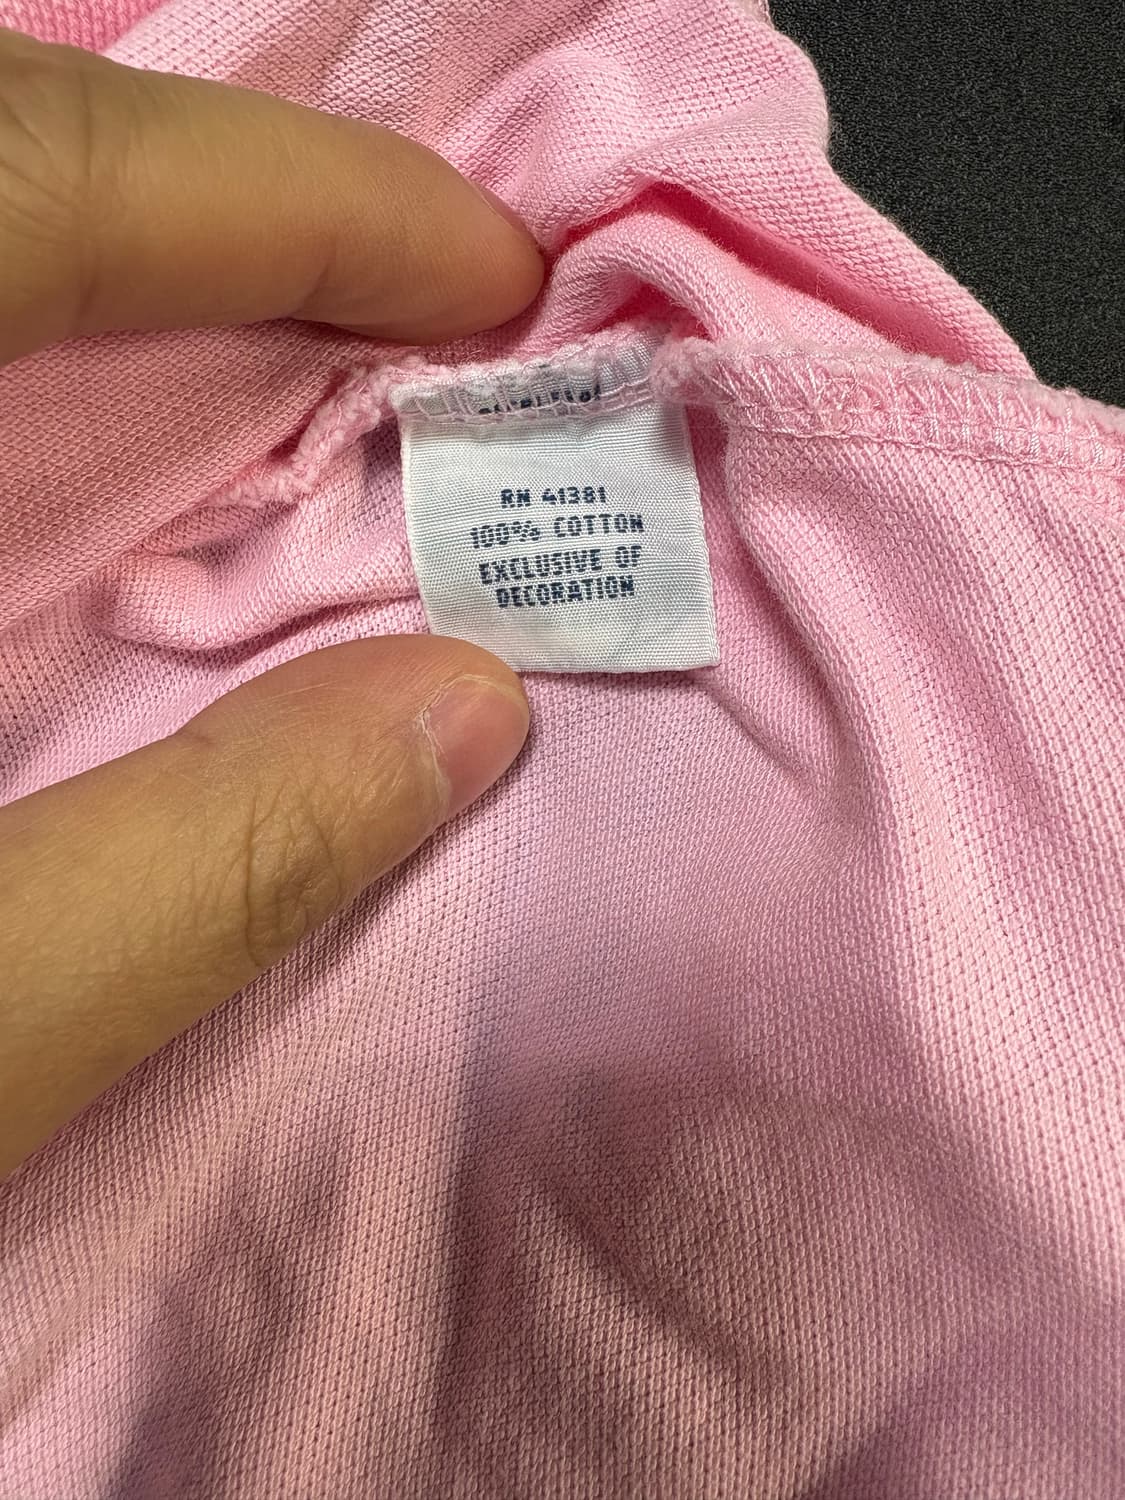 RN 41381
100% COTTON
EXCLUSIVE OF
DECORATION